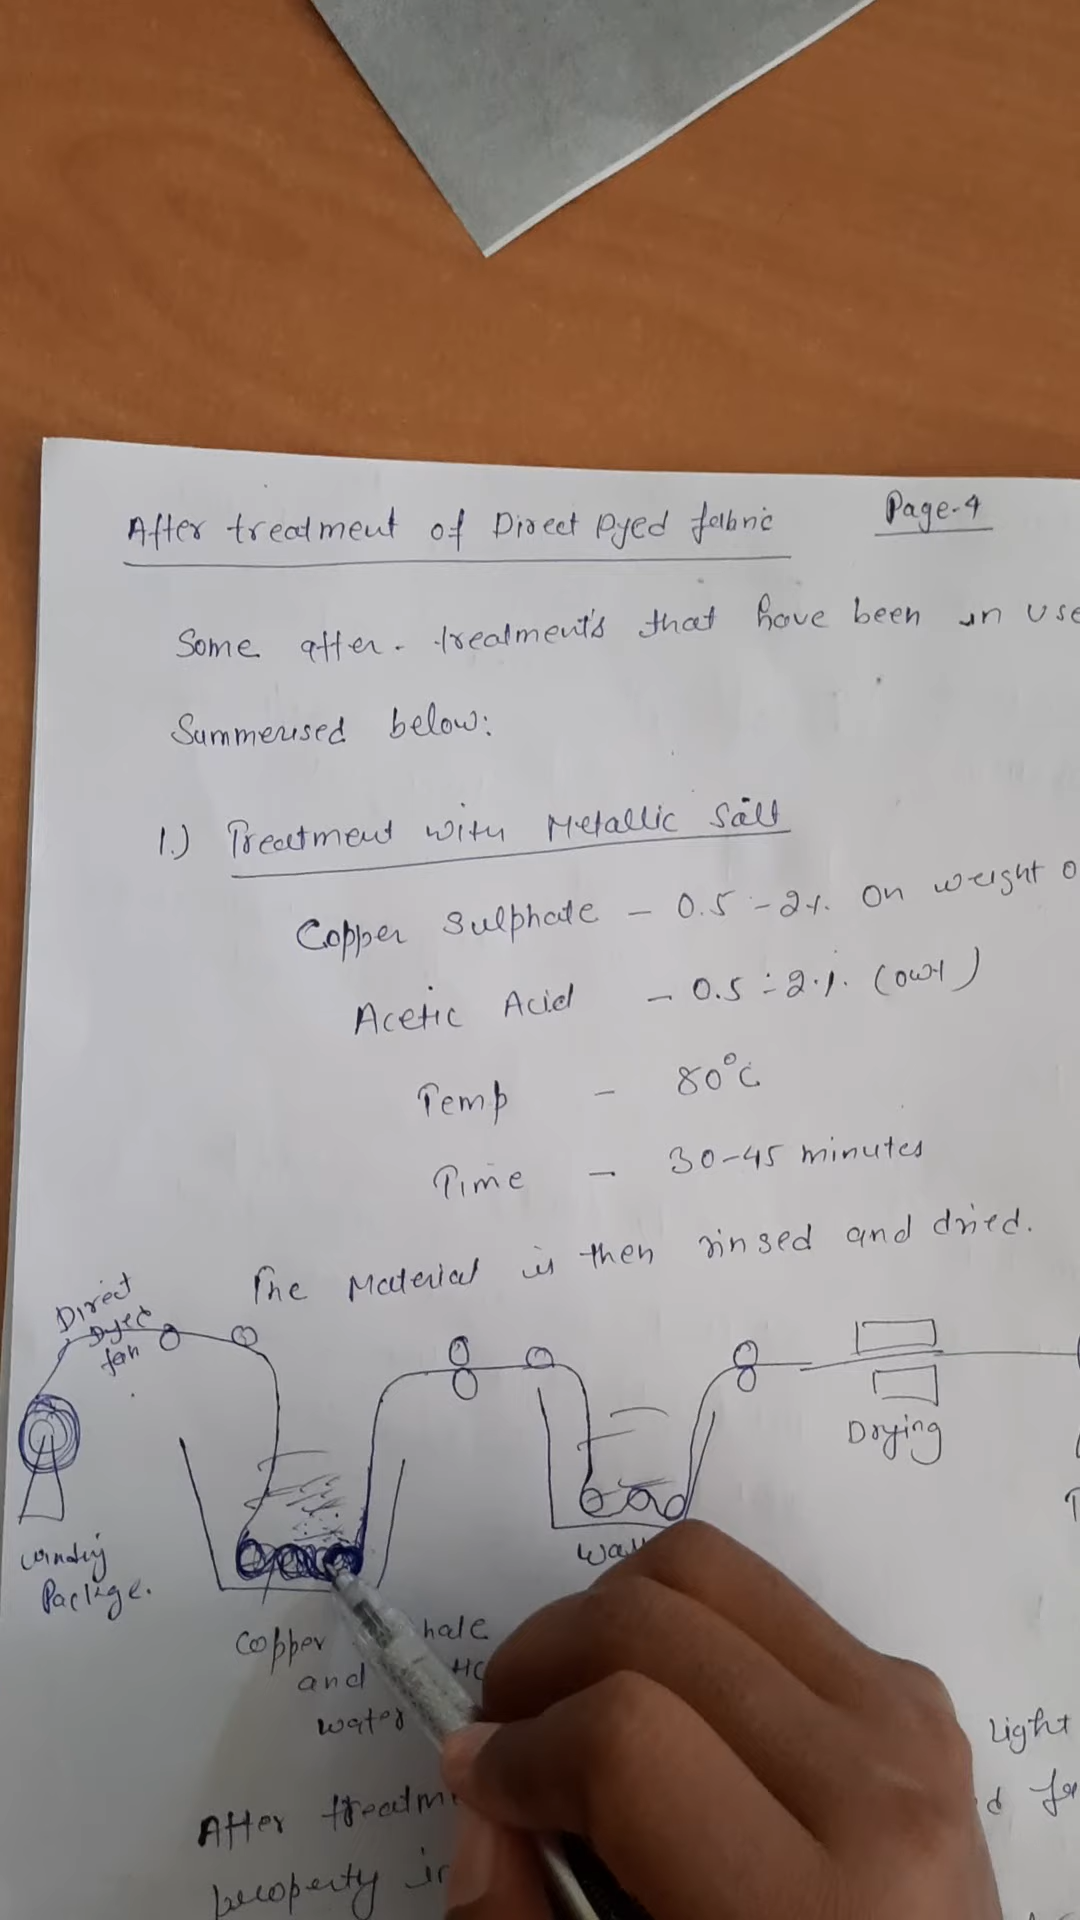 After treatment of Direct Dyed fabric
Page-4
Some after-treatments that have been in use
Summerised below:
1.) Treatment with Metallic Salt
Copper Sulphate - 0.5-2%. On weight o
Acetic Acid - 0.5-2%. (owt)
Temp - 80°C
Time - 30-45 minutes
The Material is then rinsed and dried.
Direct
Dyed
Winding
Package.
Drying
Copper
and
water
Light
After
property